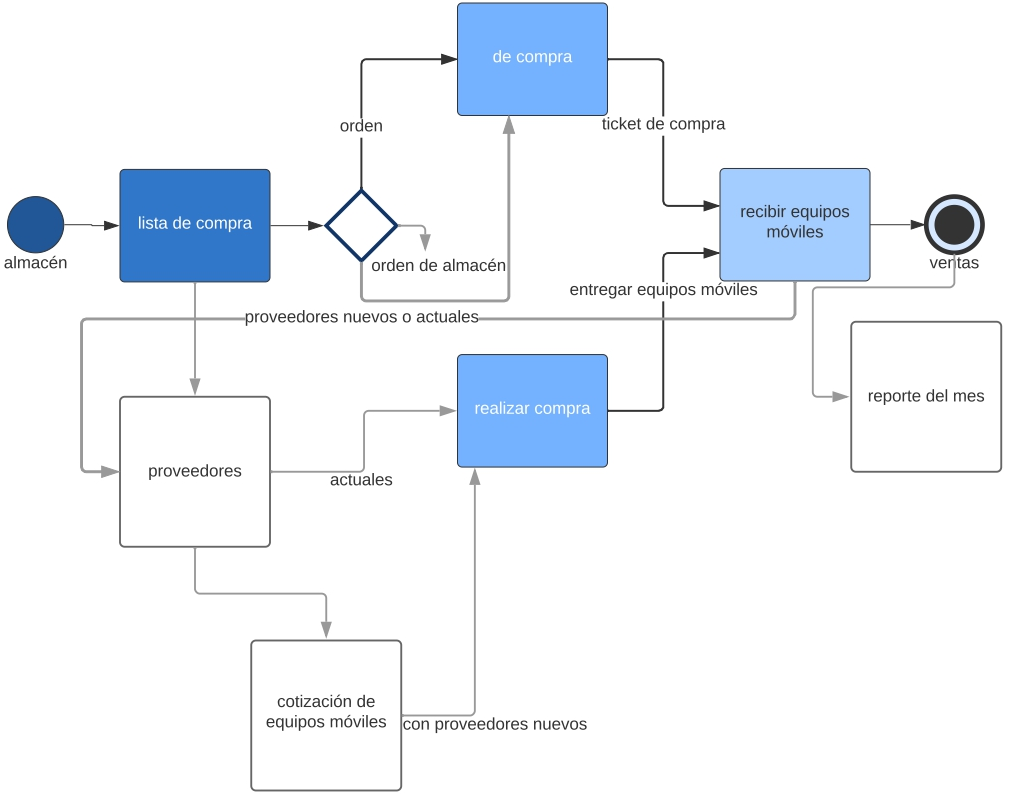 de compra
orden
ticket de compra
lista de compra
recibir equipos
móviles
almacén
orden de almacén
ventas
entregar equipos móviles
proveedores nuevos o actuales
realizar compra
reporte del mes
proveedores
actuales
cotización de
equipos móviles
con proveedores nuevos